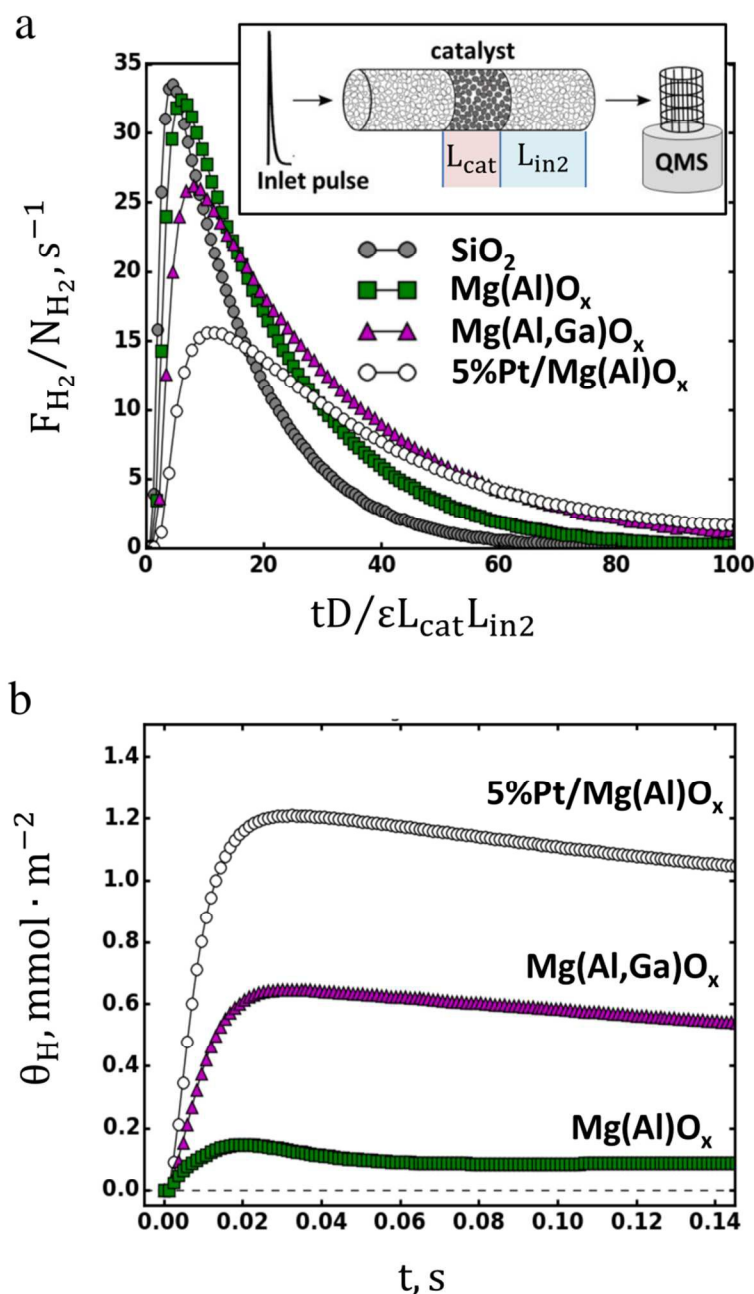 a
catalyst
Inlet pulse
L_cat L_in2
QMS
35
30
25
20
15
10
5
0
F_H₂/N_H₂, s⁻¹
SiO₂
Mg(Al)Oₓ
Mg(Al,Ga)Oₓ
5%Pt/Mg(Al)Oₓ
0 20 40 60 80 100
tD/εL_catL_in2
b
1.4
1.2
1.0
0.8
0.6
0.4
0.2
0.0
θ_H, mmol · m⁻²
5%Pt/Mg(Al)Oₓ
Mg(Al,Ga)Oₓ
Mg(Al)Oₓ
0.00 0.02 0.04 0.06 0.08 0.10 0.12 0.14
t, s